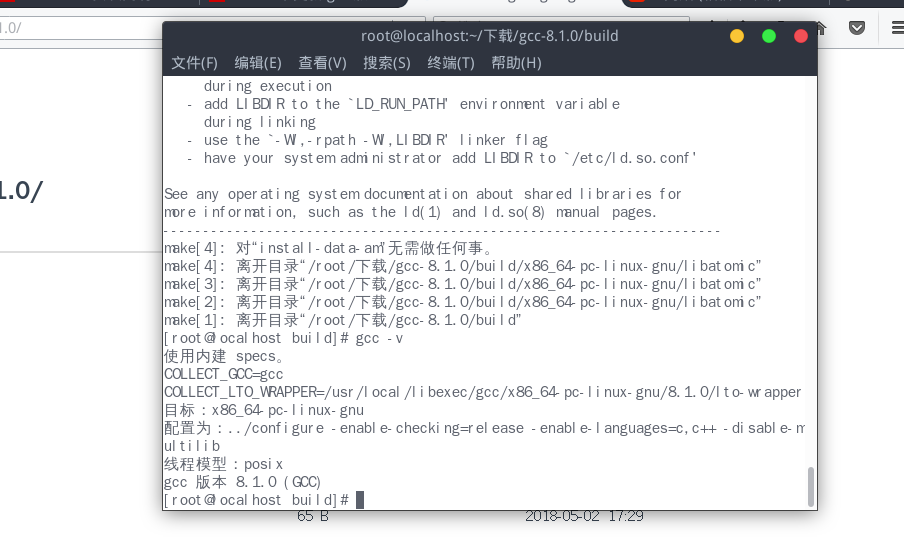 1.0/
root@localhost:~/下载/gcc-8.1.0/build
文件(F) 编辑(E) 查看(V) 搜索(S) 终端(T) 帮助(H)
during execution
- add LIBDIR to the `LD_RUN_PATH' environment variable
during linking
- use the `-Wl,-rpath -Wl,LIBDIR' linker flag
- have your system administrator add LIBDIR to `/etc/ld.so.conf'
1.0/
See any operating system documentation about shared libraries for
more information, such as the ld(1) and ld.so(8) manual pages.
----------------------------------------------------------------------
make[4]: 对“install-data-am”无需做任何事。
make[4]: 离开目录“/root/下载/gcc-8.1.0/build/x86_64-pc-linux-gnu/libatomic”
make[3]: 离开目录“/root/下载/gcc-8.1.0/build/x86_64-pc-linux-gnu/libatomic”
make[2]: 离开目录“/root/下载/gcc-8.1.0/build/x86_64-pc-linux-gnu/libatomic”
make[1]: 离开目录“/root/下载/gcc-8.1.0/build”
[root@localhost build]# gcc -v
使用内建 specs。
COLLECT_GCC=gcc
COLLECT_LTO_WRAPPER=/usr/local/libexec/gcc/x86_64-pc-linux-gnu/8.1.0/lto-wrapper
目标：x86_64-pc-linux-gnu
配置为：../configure -enable-checking=release -enable-languages=c,c++ -disable-m
ultilib
线程模型：posix
gcc 版本 8.1.0 (GCC)
[root@localhost build]#
65 B 2018-05-02 17:29